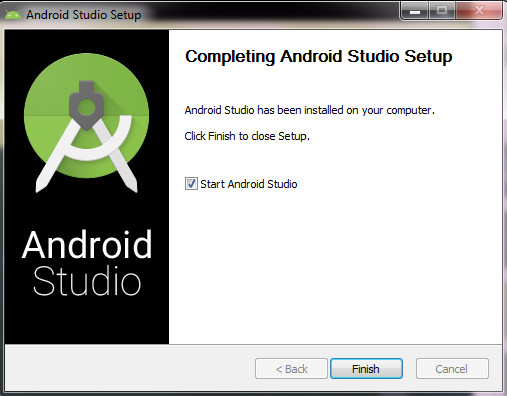 Android Studio Setup
Completing Android Studio Setup
Android Studio has been installed on your computer.
Click Finish to close Setup.
Start Android Studio
Android
Studio
< Back
Finish
Cancel